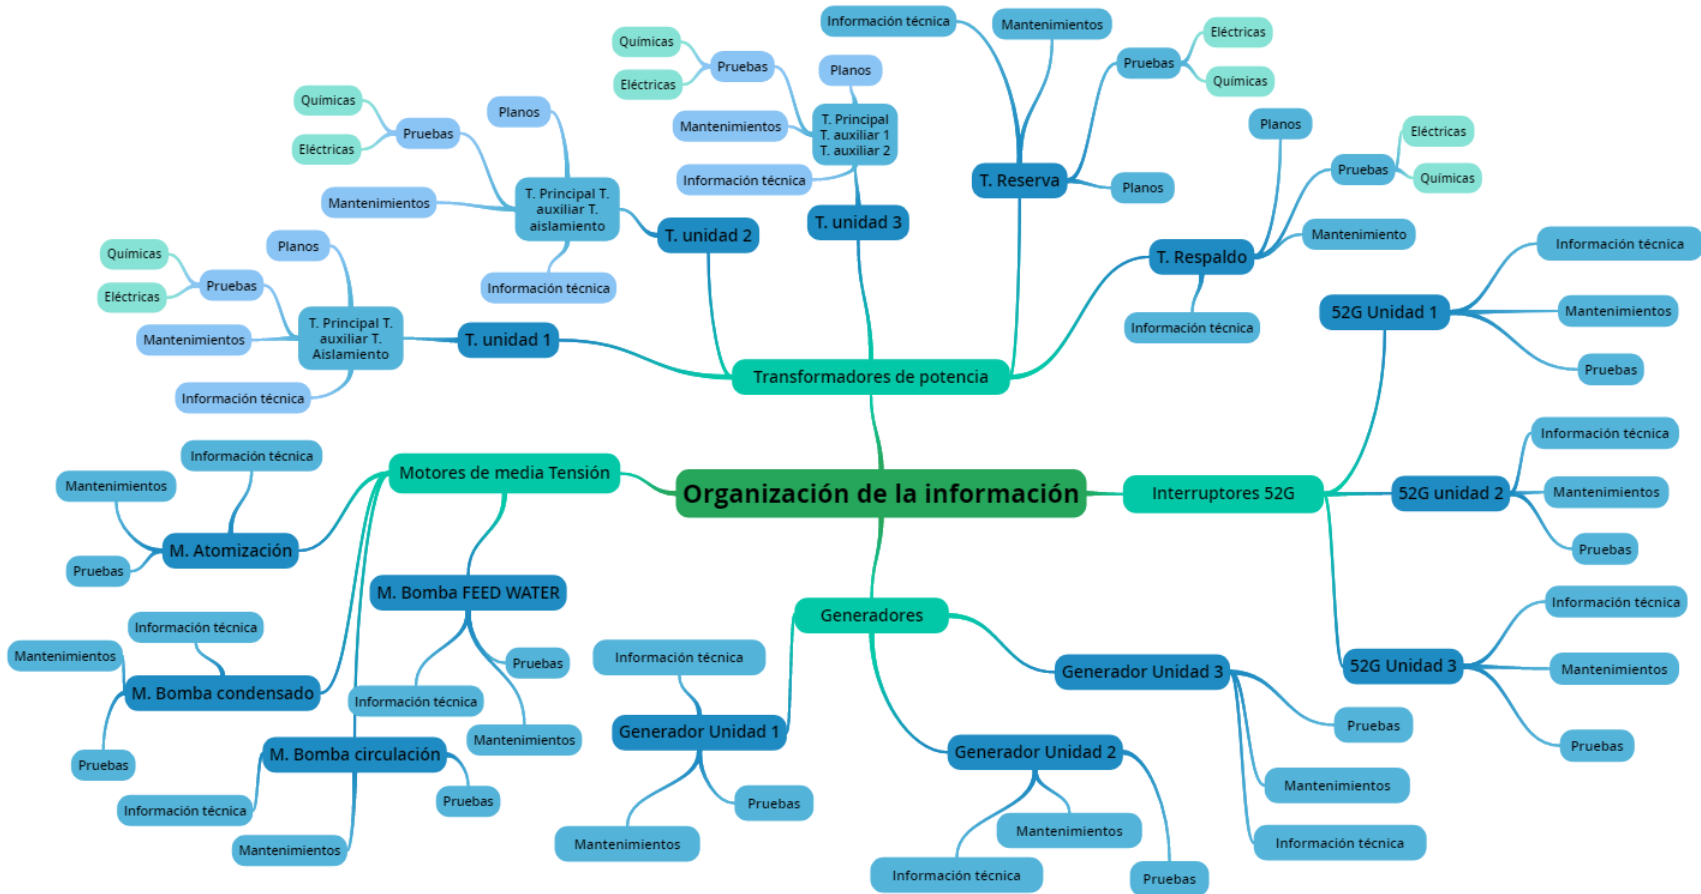 Organización de la información
Transformadores de potencia
T. unidad 1
T. Principal T.
auxiliar T.
Aislamiento
Planos
Pruebas
Químicas
Eléctricas
Mantenimientos
Información técnica
T. unidad 2
T. Principal T.
auxiliar T.
aislamiento
Planos
Pruebas
Químicas
Eléctricas
Mantenimientos
Información técnica
T. unidad 3
T. Principal
T. auxiliar 1
T. auxiliar 2
Planos
Pruebas
Químicas
Eléctricas
Mantenimientos
Información técnica
T. Reserva
Información técnica
Mantenimientos
Pruebas
Eléctricas
Químicas
Planos
T. Respaldo
Planos
Pruebas
Eléctricas
Químicas
Mantenimiento
Información técnica
Interruptores 52G
52G Unidad 1
Información técnica
Mantenimientos
Pruebas
52G unidad 2
Información técnica
Mantenimientos
Pruebas
52G Unidad 3
Información técnica
Mantenimientos
Pruebas
Generadores
Generador Unidad 1
Información técnica
Pruebas
Mantenimientos
Generador Unidad 2
Mantenimientos
Información técnica
Pruebas
Generador Unidad 3
Pruebas
Mantenimientos
Información técnica
Motores de media Tensión
M. Atomización
Información técnica
Mantenimientos
Pruebas
M. Bomba FEED WATER
Pruebas
Información técnica
Mantenimientos
M. Bomba condensado
Información técnica
Mantenimientos
Pruebas
M. Bomba circulación
Pruebas
Información técnica
Mantenimientos